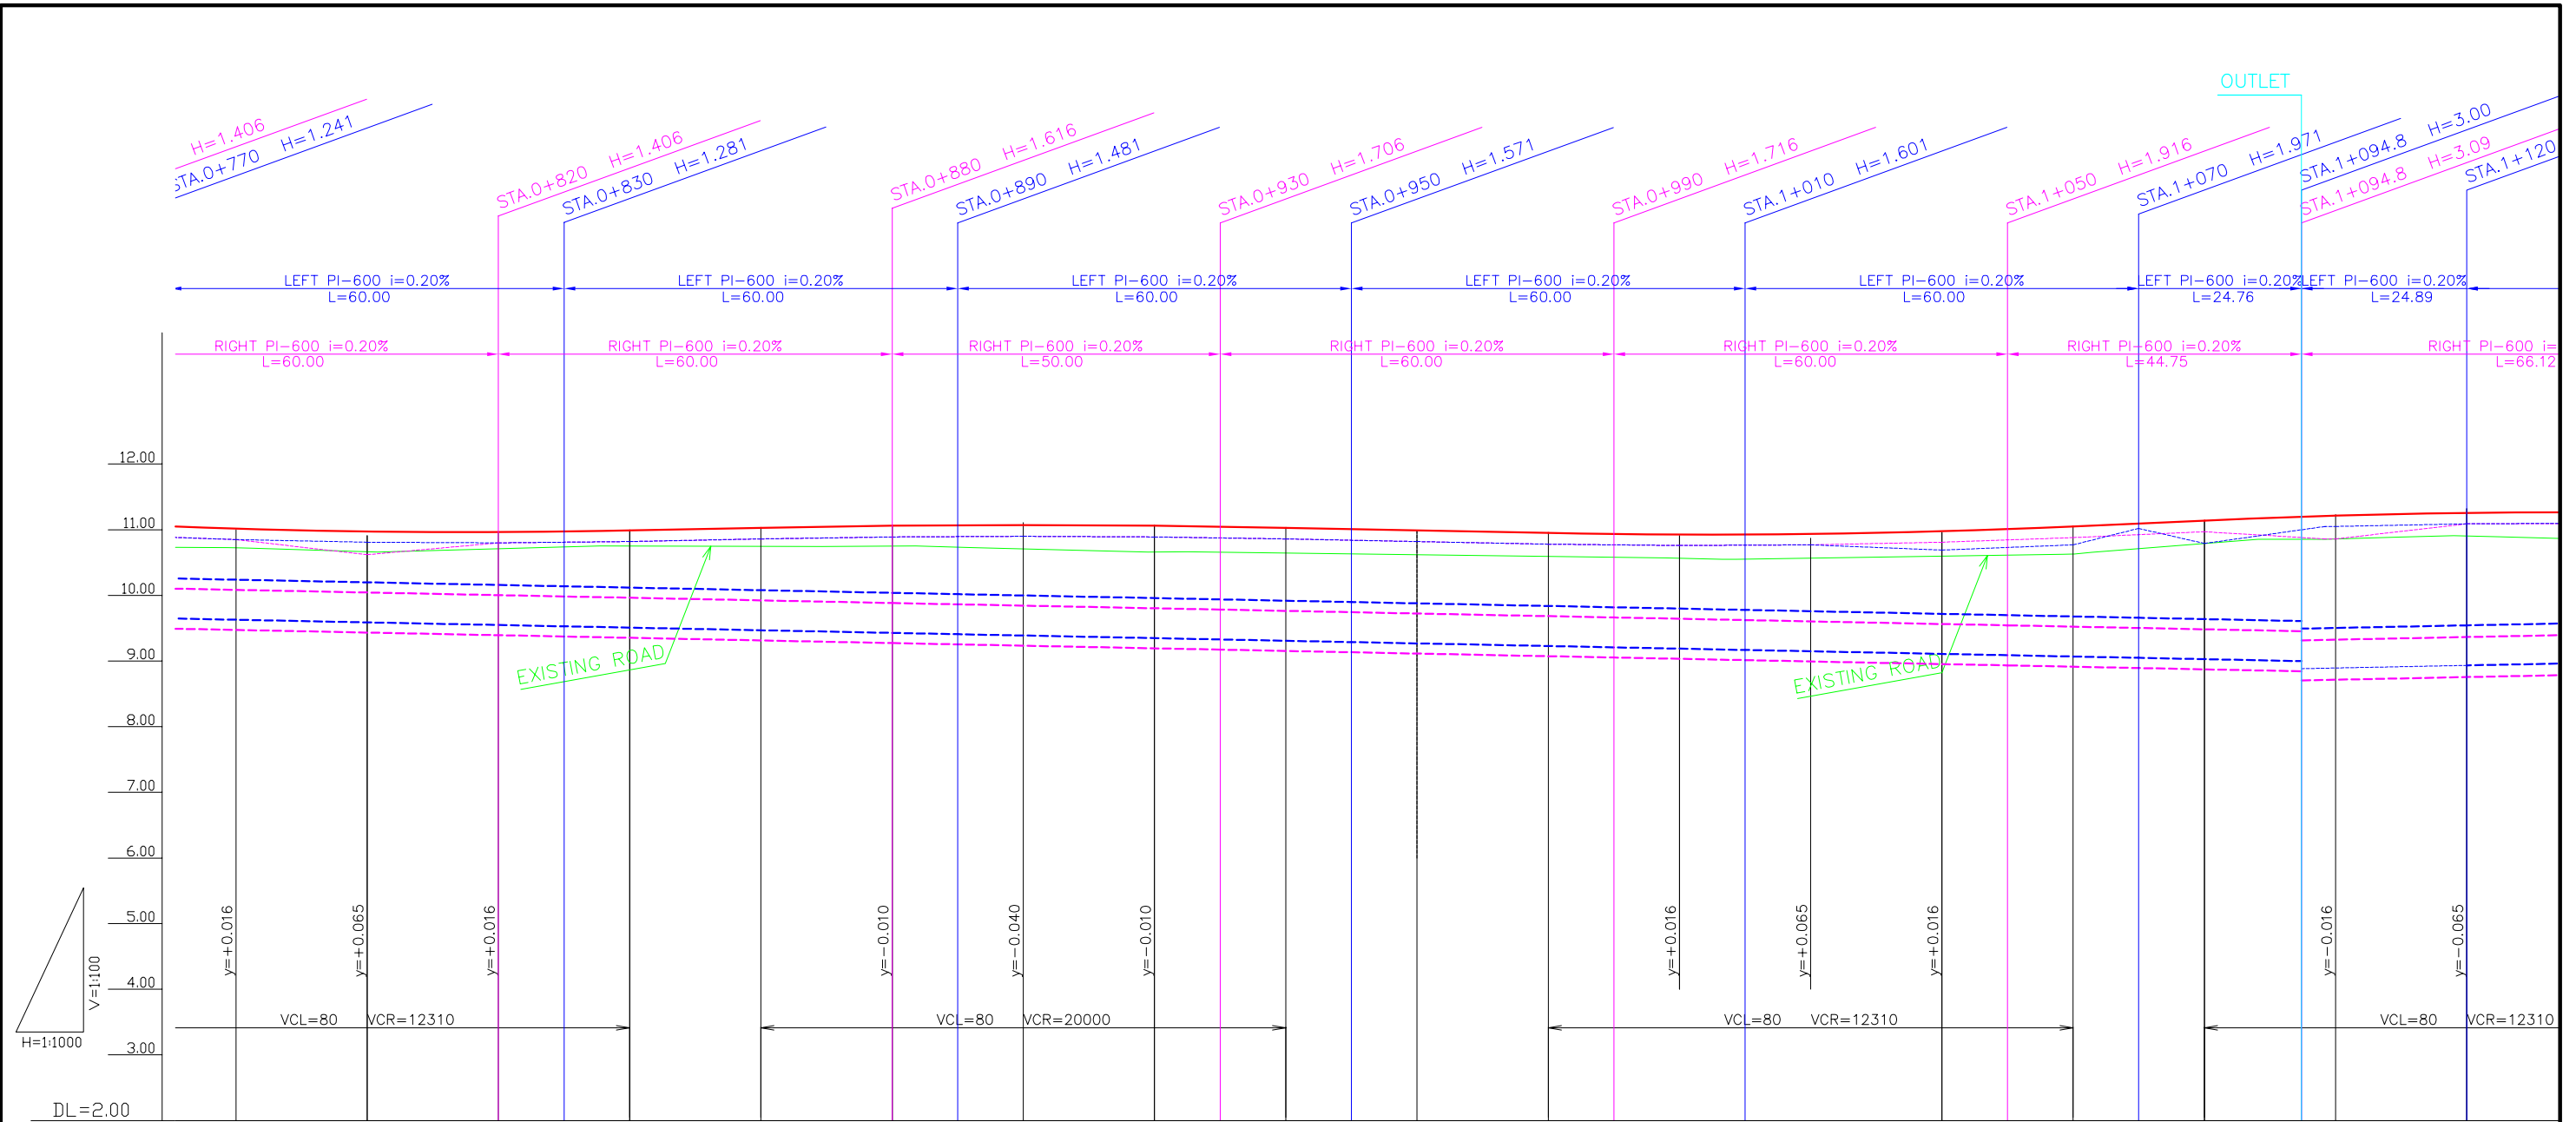 OUTLET
H=1.406
STA.0+770 H=1.241
STA.0+820 H=1.406
STA.0+830 H=1.281
STA.0+880 H=1.616
STA.0+890 H=1.481
STA.0+930 H=1.706
STA.0+950 H=1.571
STA.0+990 H=1.716
STA.1+010 H=1.601
STA.1+050 H=1.916
STA.1+070 H=1.971
STA.1+094.8 H=3.00
STA.1+094.8 H=3.09
STA.1+120
LEFT PI-600 i=0.20%
L=60.00
LEFT PI-600 i=0.20%
L=60.00
LEFT PI-600 i=0.20%
L=60.00
LEFT PI-600 i=0.20%
L=60.00
LEFT PI-600 i=0.20%
L=60.00
LEFT PI-600 i=0.20%
L=24.76
LEFT PI-600 i=0.20%
L=24.89
RIGHT PI-600 i=0.20%
L=60.00
RIGHT PI-600 i=0.20%
L=60.00
RIGHT PI-600 i=0.20%
L=50.00
RIGHT PI-600 i=0.20%
L=60.00
RIGHT PI-600 i=0.20%
L=60.00
RIGHT PI-600 i=0.20%
L=44.75
RIGHT PI-600 i=
L=66.12
12.00
11.00
10.00
9.00
8.00
7.00
6.00
5.00
4.00
3.00
DL=2.00
EXISTING ROAD
EXISTING ROAD
y=+0.016
y=+0.065
y=+0.016
y=-0.010
y=-0.040
y=-0.010
y=+0.016
y=+0.065
y=+0.016
y=-0.016
y=-0.065
V=1:100
H=1:1000
VCL=80 VCR=12310
VCL=80 VCR=20000
VCL=80 VCR=12310
VCL=80 VCR=12310